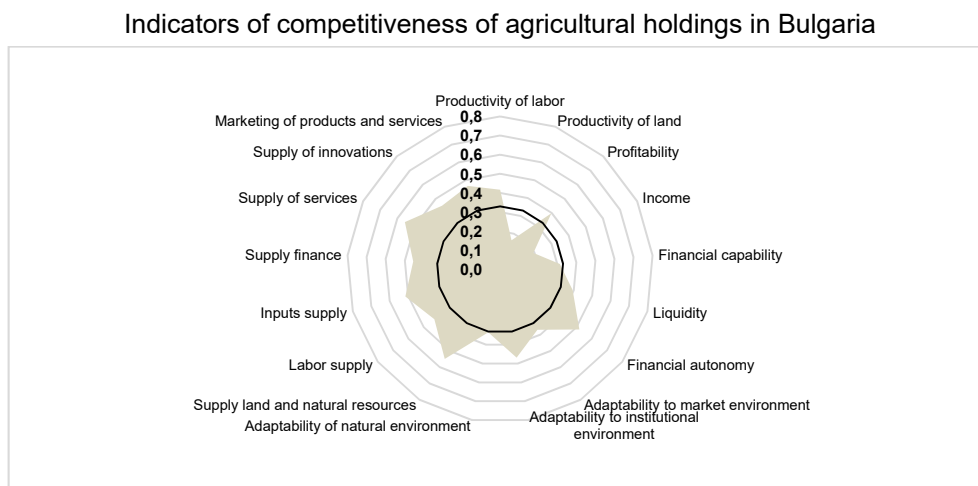 Indicators of competitiveness of agricultural holdings in Bulgaria
Productivity of labor
0,8
Marketing of products and services
Productivity of land
0,7
Supply of innovations
0,6
Profitability
0,5
Supply of services
0,4
Income
0,3
0,2
Supply finance
0,1
Financial capability
0,0
Inputs supply
Liquidity
Labor supply
Financial autonomy
Supply land and natural resources
Adaptability to market environment
Adaptability of natural environment
Adaptability to institutional
environment